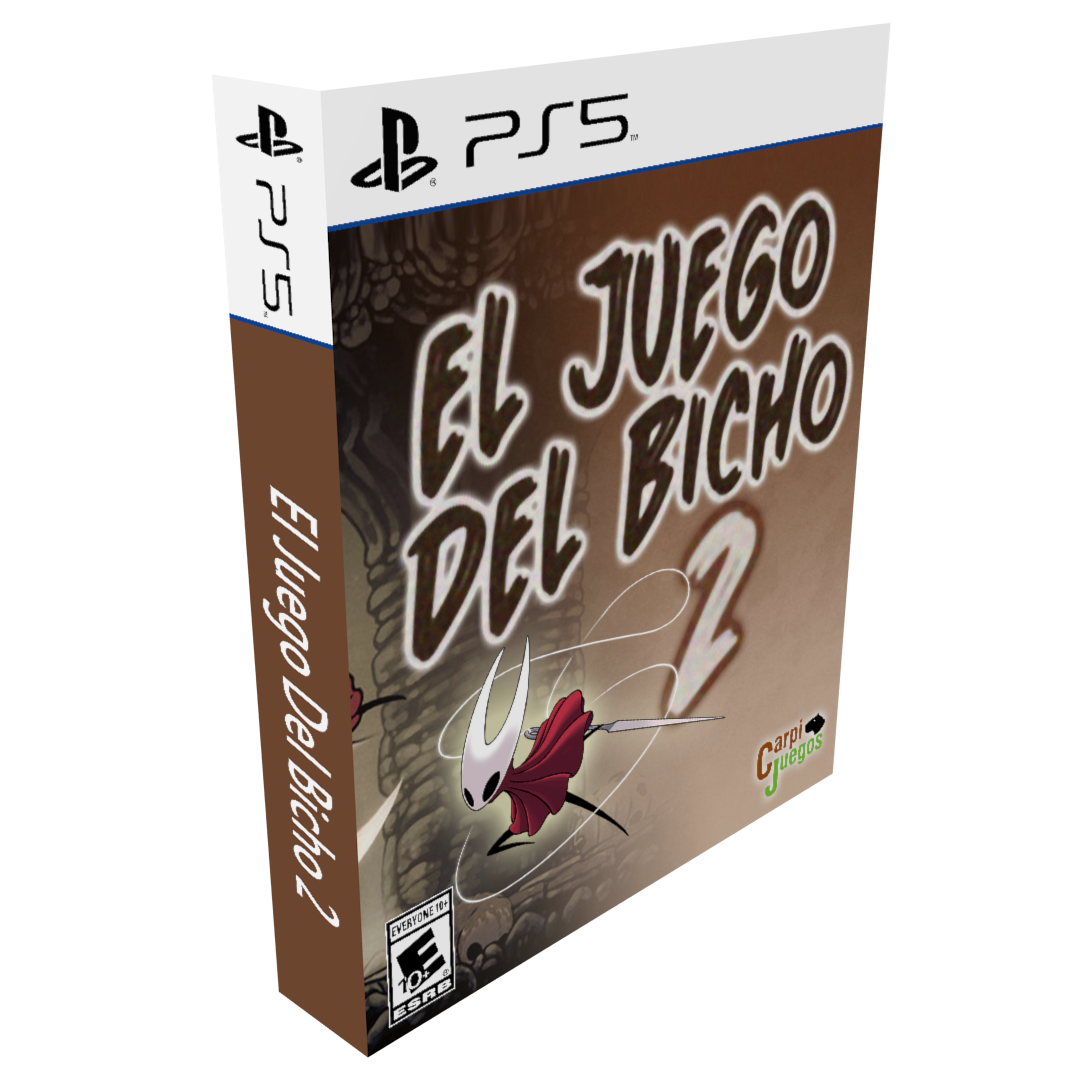 PS5
PS5
EL JUEGO
DEL BICHO
2
El Juego Del Bicho 2
Carpi
Juegos
EVERYONE 10+
E
10+
ESRB